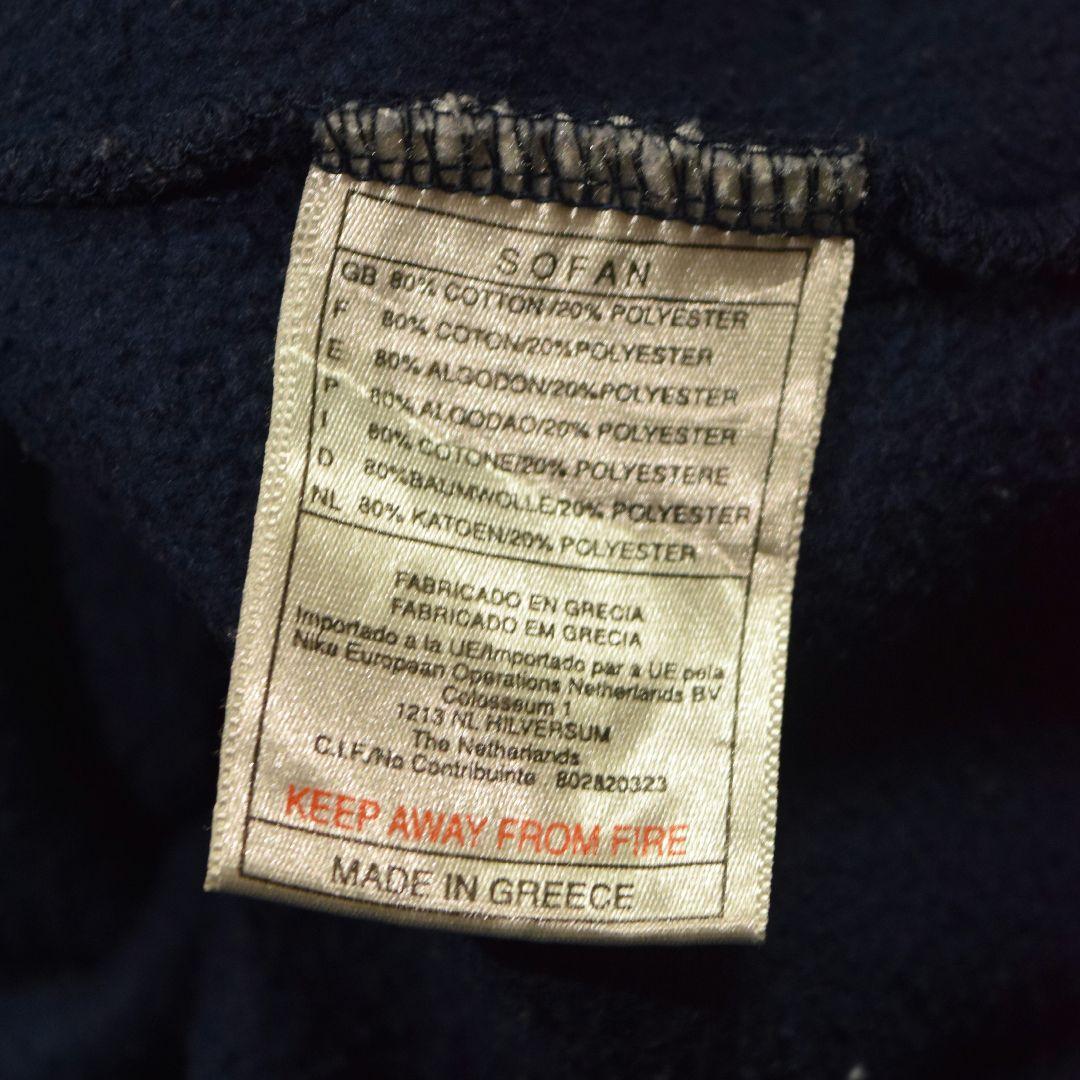 SOFAN
GB 80% COTTON/20% POLYESTER
F 80% COTON/20%POLYESTER
E 80% ALGODON/20%POLYESTER
P 80% ALGODAO/20% POLYESTER
I 80% COTONE/20% POLYESTERE
D 80%BAUMWOLLE/20% POLYESTER
NL 80% KATOEN/20% POLYESTER
FABRICADO EN GRECIA
FABRICADO EM GRECIA
Importado a la UE/Importado par a UE pela
Nike European Operations Netherlands BV
Colosseum 1
1213 NL HILVERSUM
The Netherlands
C.I.F./No Contribuinte 802820323
KEEP AWAY FROM FIRE
MADE IN GREECE